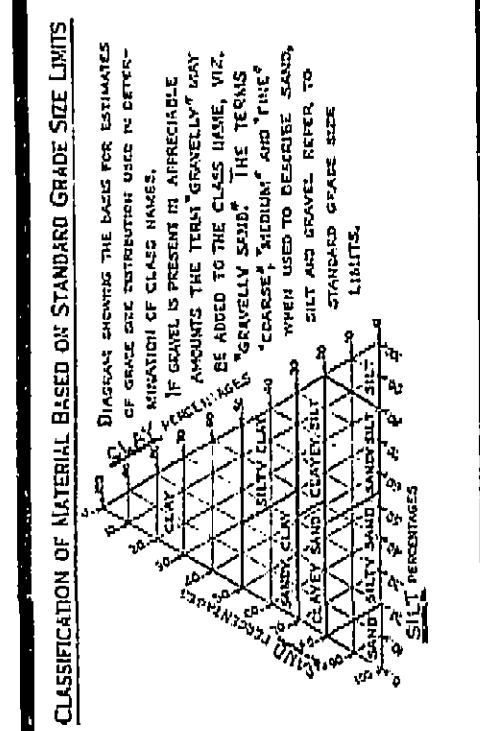 CLASSIFICATION OF MATERIAL BASED ON STANDARD GRADE SIZE LIMITS
DIAGRAM SHOWING THE BASIS FOR ESTIMATES
OF GRADE SIZE DISTRIBUTION USED IN DETER-
MINATION OF CLASS NAMES.
IF GRAVEL IS PRESENT IN APPRECIABLE
AMOUNTS THE TERM "GRAVELLY" MAY
BE ADDED TO THE CLASS NAME, VIZ.
"GRAVELLY SAND." THE TERMS
"COARSE", "MEDIUM" AND "FINE"
WHEN USED TO DESCRIBE SAND,
SILT AND GRAVEL REFER TO
STANDARD GRADE SIZE
LIMITS.
CLAY PERCENTAGES
SAND PERCENTAGES
CLAY
SANDY CLAY
SILTY CLAY
CLAYEY SAND
CLAYEY SILT
SAND
SILTY SAND
SANDY SILT
SILT
SILT PERCENTAGES